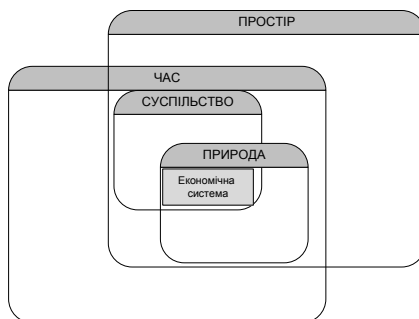 ПРОСТІР
ЧАС
СУСПІЛЬСТВО
ПРИРОДА
Економічна
система